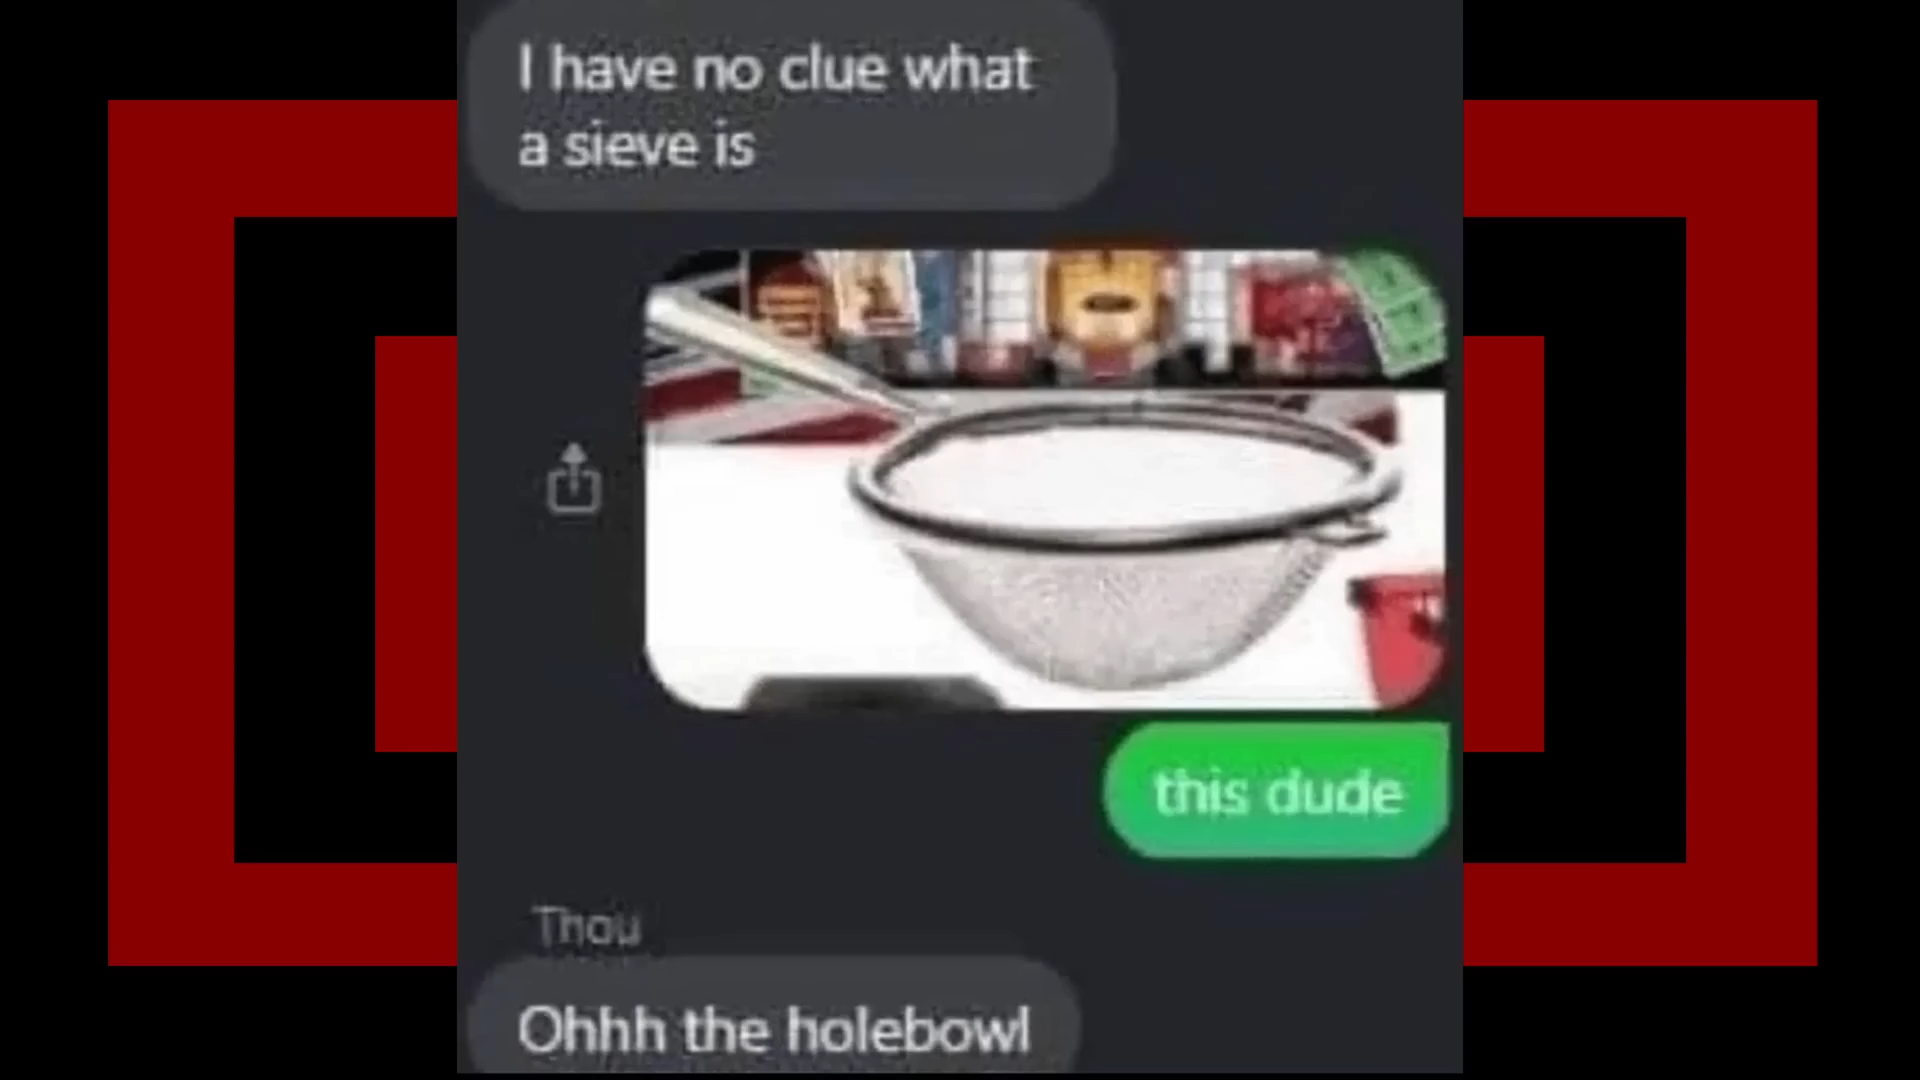 I have no clue what
a sieve is
this dude
Thou
Ohhh the holebowl